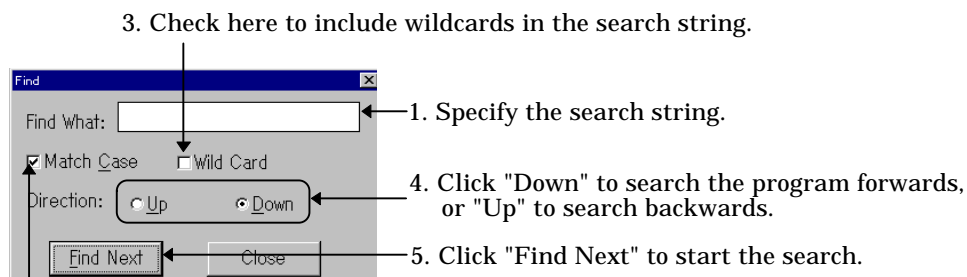 3. Check here to include wildcards in the search string.
Find
Find What:
1. Specify the search string.
Match Case
Wild Card
Direction:
Up
Down
4. Click "Down" to search the program forwards,
or "Up" to search backwards.
Find Next
Close
5. Click "Find Next" to start the search.